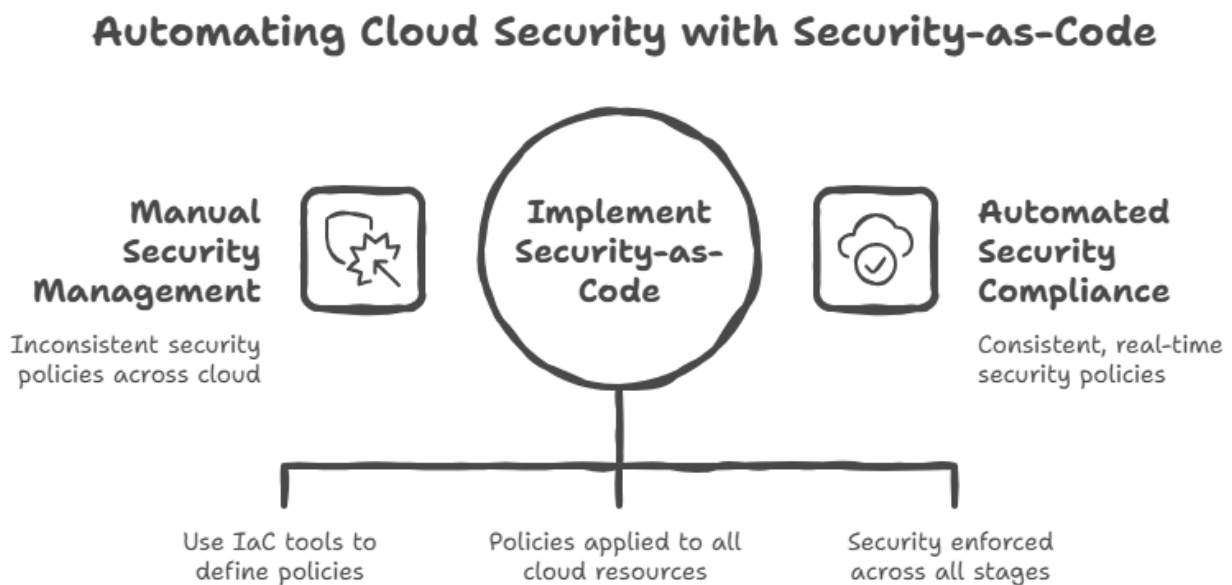 Automating Cloud Security with Security-as-Code
Manual
Security
Management
Inconsistent security
policies across cloud
Implement
Security-as-
Code
Automated
Security
Compliance
Consistent, real-time
security policies
Use IaC tools to
define policies
Policies applied to all
cloud resources
Security enforced
across all stages